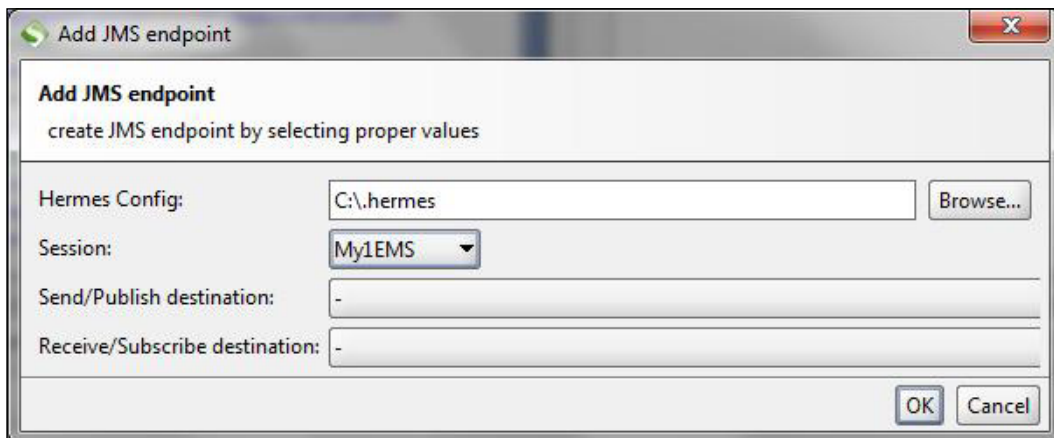 Add JMS endpoint
Add JMS endpoint
create JMS endpoint by selecting proper values
Hermes Config: C:\.hermes Browse...
Session: My1EMS
Send/Publish destination: -
Receive/Subscribe destination: -
OK Cancel